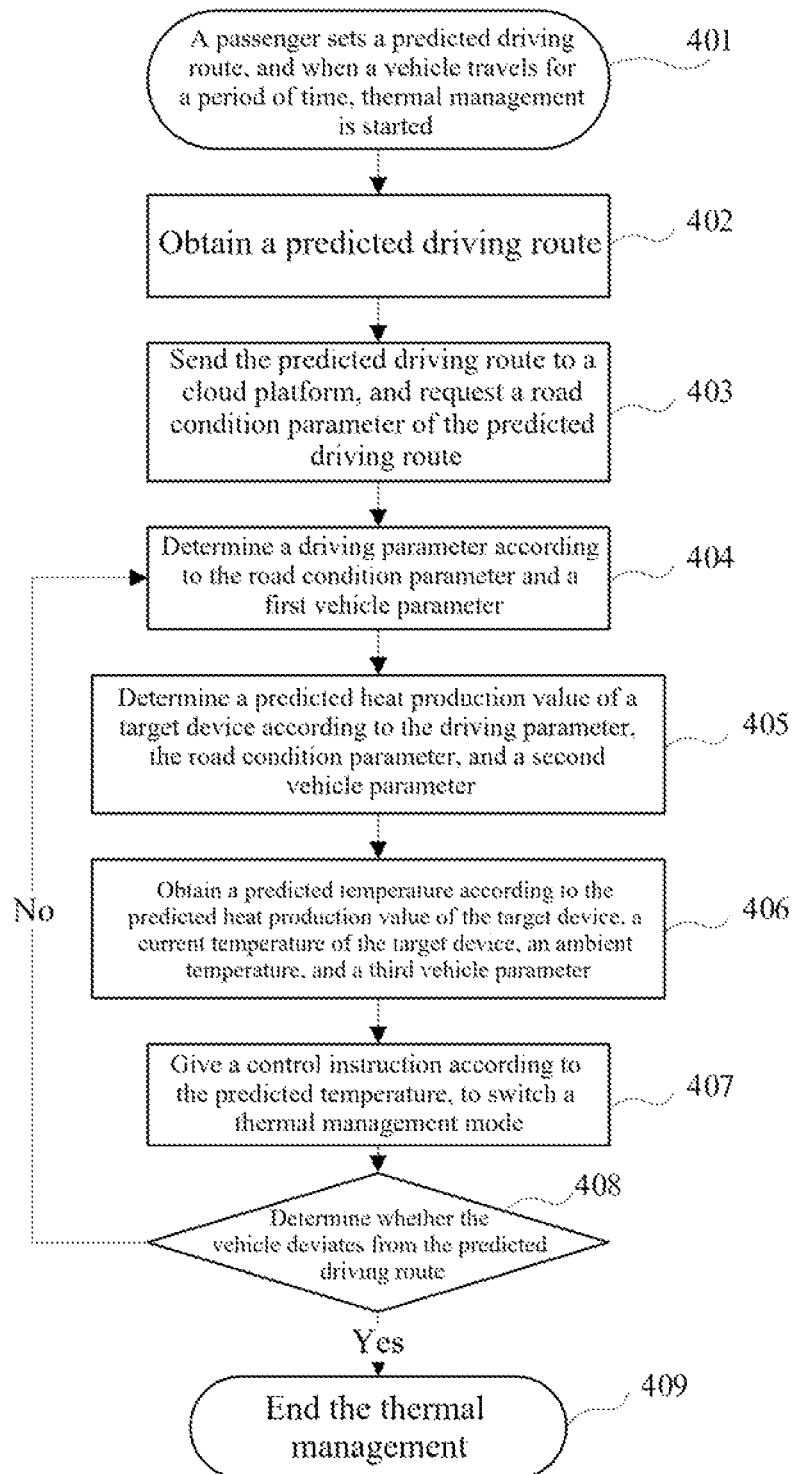 A passenger sets a predicted driving
route, and when a vehicle travels for
a period of time, thermal management
is started
401
Obtain a predicted driving route
402
Send the predicted driving route to a
cloud platform, and request a road
condition parameter of the predicted
driving route
403
Determine a driving parameter according
to the road condition parameter and a
first vehicle parameter
404
Determine a predicted heat production value of a
target device according to the driving parameter,
the road condition parameter, and a second
vehicle parameter
405
Obtain a predicted temperature according to the
predicted heat production value of the target device, a
current temperature of the target device, an ambient
temperature, and a third vehicle parameter
406
No
Give a control instruction according to
the predicted temperature, to switch a
thermal management mode
407
Determine whether the
vehicle deviates from the predicted
driving route
408
Yes
End the thermal
management
409